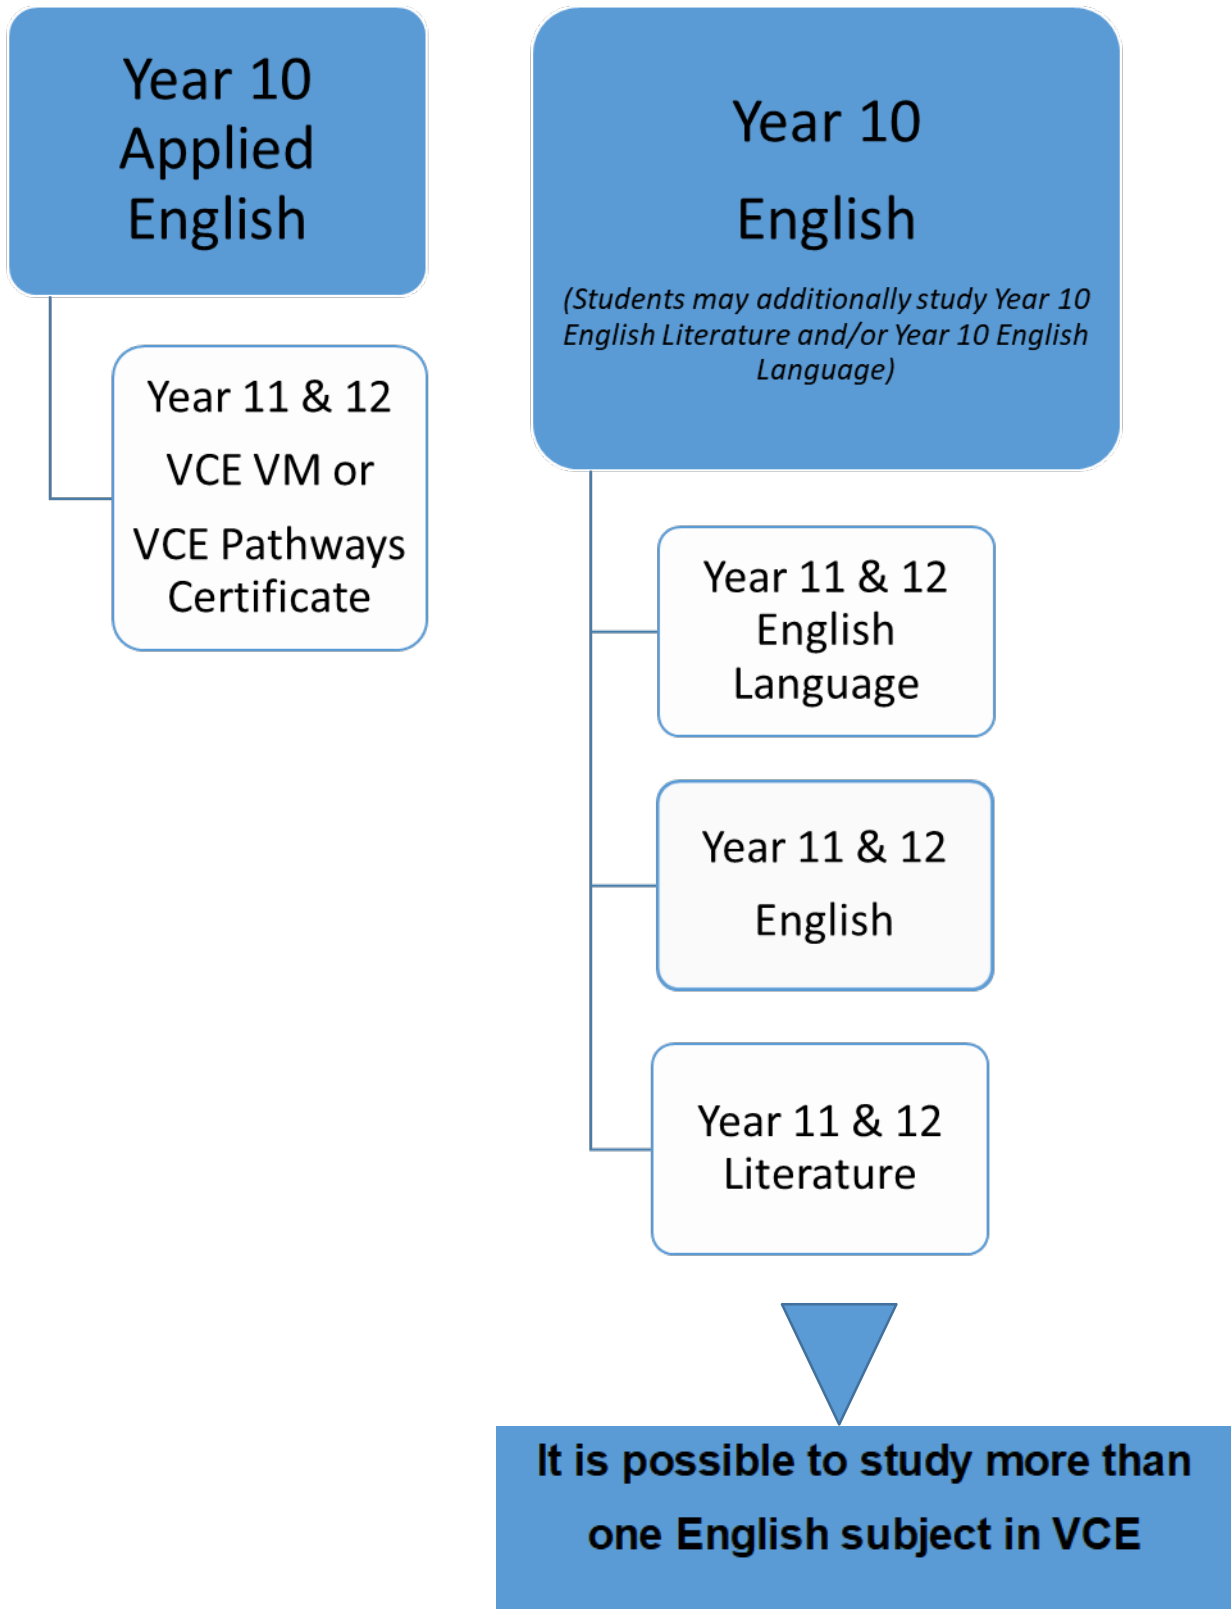 Year 10
Applied
English
Year 11 & 12
VCE VM or
VCE Pathways
Certificate
Year 10
English
(Students may additionally study Year 10
English Literature and/or Year 10 English
Language)
Year 11 & 12
English
Language
Year 11 & 12
English
Year 11 & 12
Literature
It is possible to study more than
one English subject in VCE